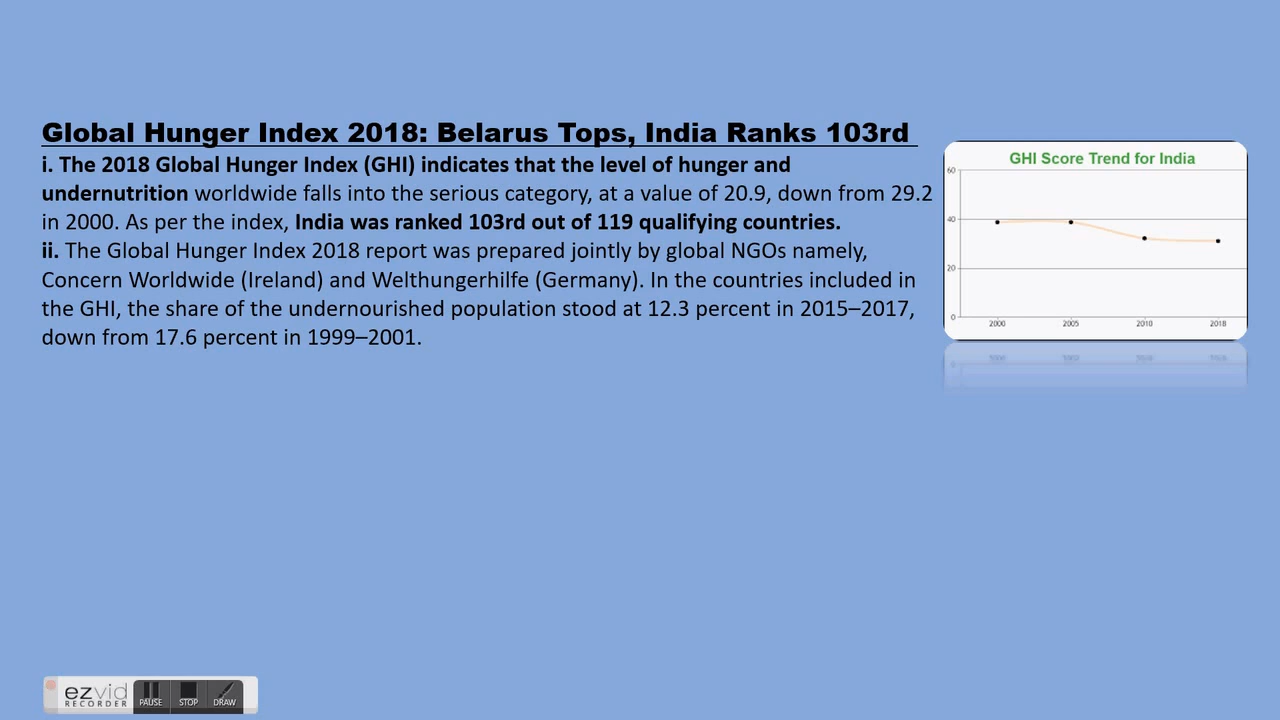 Global Hunger Index 2018: Belarus Tops, India Ranks 103rd
i. The 2018 Global Hunger Index (GHI) indicates that the level of hunger and
undernutrition worldwide falls into the serious category, at a value of 20.9, down from 29.2
in 2000. As per the index, India was ranked 103rd out of 119 qualifying countries.
ii. The Global Hunger Index 2018 report was prepared jointly by global NGOs namely,
Concern Worldwide (Ireland) and Welthungerhilfe (Germany). In the countries included in
the GHI, the share of the undernourished population stood at 12.3 percent in 2015–2017,
down from 17.6 percent in 1999–2001.
GHI Score Trend for India
60
40
20
0
2000 2005 2010 2018
ezvid
RECORDER
PAUSE STOP DRAW